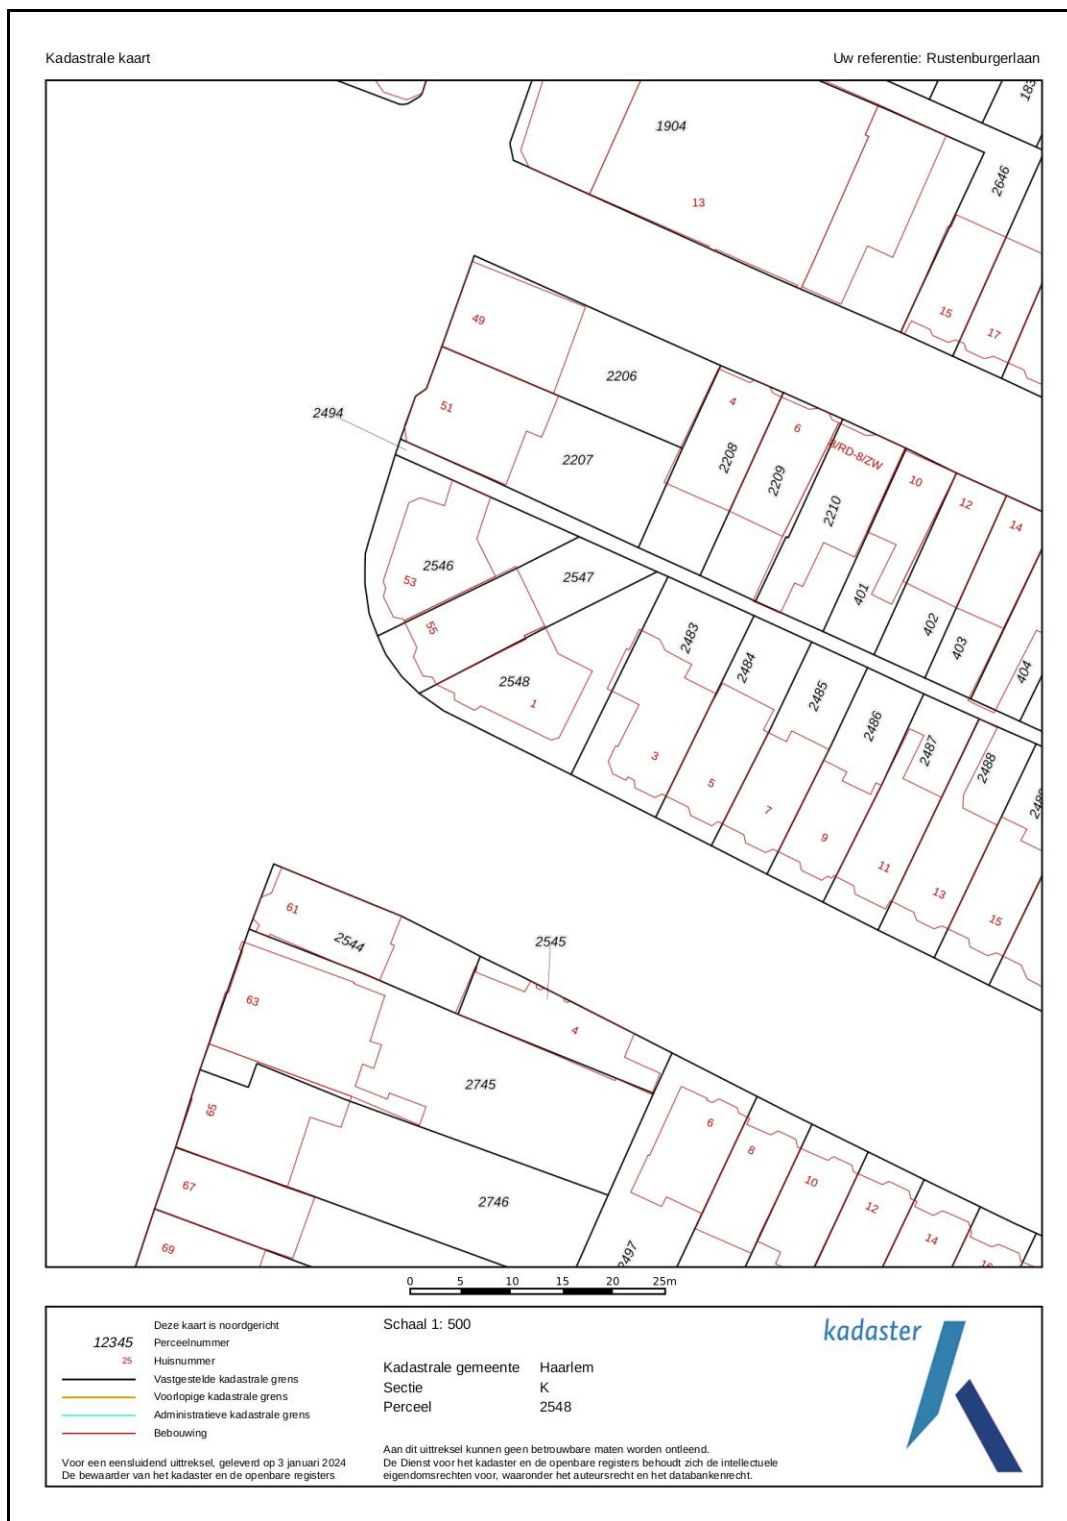 Kadastrale kaart
Uw referentie: Rustenburgerlaan
1904
13
2646
15
17
49
2206
51
2494
2207
4
2208
6
2209
2210
10
12
14
401
402
403
404
2546
53
2547
55
2548
1
2483
2484
2485
2486
2487
2488
3
5
7
9
11
13
15
61
2544
2545
63
4
2745
65
6
8
10
12
14
67
2746
2497
69
0 5 10 15 20 25m
Deze kaart is noordgericht
12345 Perceelnummer
25 Huisnummer
Vastgestelde kadastrale grens
Voorlopige kadastrale grens
Administratieve kadastrale grens
Bebouwing
Voor een eensluidend uittreksel, geleverd op 3 januari 2024
De bewaarder van het kadaster en de openbare registers
Schaal 1: 500
Kadastrale gemeente Haarlem
Sectie K
Perceel 2548
Aan dit uittreksel kunnen geen betrouwbare maten worden ontleend.
De Dienst voor het kadaster en de openbare registers behoudt zich de intellectuele
eigendomsrechten voor, waaronder het auteursrecht en het databankenrecht.
kadaster